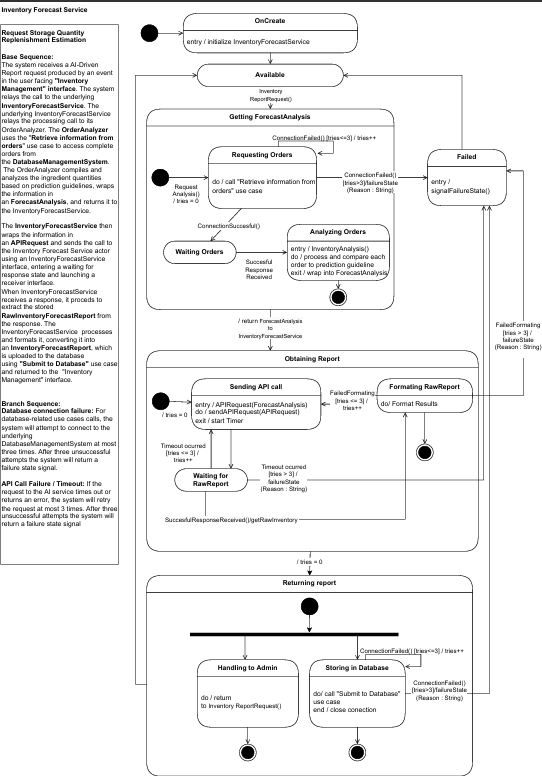 Inventory Forecast Service
Request Storage Quantity
Replenishment Estimation
Base Sequence:
The system receives a AI-Driven
Report request produced by an event
in the user facing "Inventory
Management" interface. The system
relays the call to the underlying
InventoryForecastService. The
underlying InventoryForecastService
relays the processing call to its
OrderAnalyzer. The OrderAnalyzer
uses the "Retrieve information from
orders" use case to access complete
orders from
the DatabaseManagementSystem.
The OrderAnalyzer compiles and
analyzes the ingredient quantities
based on prediction guidelines, wraps
the information in
an ForecastAnalysis, and returns it to
the InventoryForecastService.
The InventoryForecastService then
wraps the information in
an APIRequest and sends the call to
the Inventory Forecast Service actor
using an InventoryForecastService
interface, entering a waiting for
response state and launching a
receiver interface.
When InventoryForecastService
receives a response, it proceds to
extract the stored
RawInventoryForecastReport from
the response. The
InventoryForecastService processes
and formats it, converting it into
an InventoryForecastReport, which
is uploaded to the database
using "Submit to Database" use case
and returned to the "Inventory
Management" interface.
Branch Sequence:
Database connection failure: For
database-related use cases calls, the
system will attempt to connect to the
underlying
DatabaseManagementSystem at most
three times. After three unsuccessful
attempts the system will return a
failure state signal.
API Call Failure / Timeout: If the
request to the AI service times out or
returns an error, the system will retry
the request at most 3 times. After three
unsuccessful attempts the system will
return a failure state signal
OnCreate
entry / initialize InventoryForecastService
Available
Inventory
ReportRequest()
Getting ForecastAnalysis
ConnectionFailed() [tries<=3] / tries++
Requesting Orders
do / call "Retrieve information from
orders" use case
Request
Analysis()
/ tries = 0
ConnectionFailed()
[tries>3]/failureState
(Reason : String)
Failed
entry /
signalFailureState()
ConnectionSuccesful()
Waiting Orders
Succesful
Response
Received
Analyzing Orders
entry / InventoryAnalysis()
do / process and compare each
order to prediction guideline
exit / wrap into ForecastAnalysis
/ return ForecastAnalysis
to
InventoryForecastService
FailedFormating
[tries > 3] /
failureState
(Reason : String)
Obtaining Report
Sending API call
entry / APIRequest(ForecastAnalysis)
do / sendAPIRequest(APIRequest)
exit / start Timer
/ tries = 0
FailedFormating
[tries <= 3] /
tries++
Formating RawReport
do/ Format Results
Timeout ocurred
[tries <= 3] /
tries++
Waiting for
RawReport
Timeout ocurred
[tries > 3] /
failureState
(Reason : String)
SuccesfulResponseReceived()/getRawInventory
/ tries = 0
Returning report
ConnectionFailed() [tries<=3] / tries++
Handling to Admin
do / return
to Inventory ReportRequest()
Storing in Database
do/ call "Submit to Database"
use case
end / close conection
ConnectionFailed()
[tries>3]/failureState
(Reason : String)